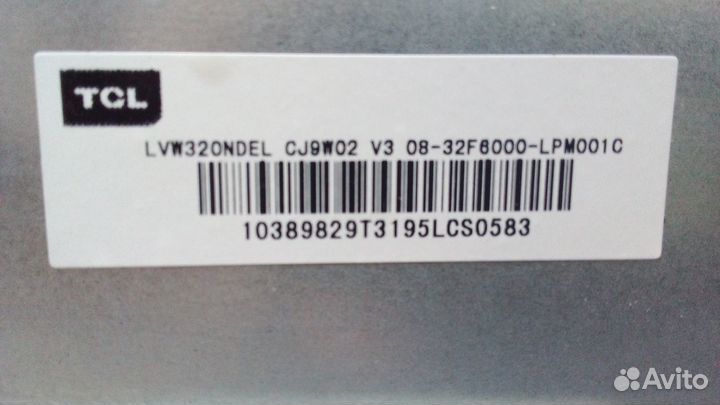 TCL
LVW320NDEL CJ9W02 V3 08-32F6000-LPM001C
10389829T3195LCS0583
Avito